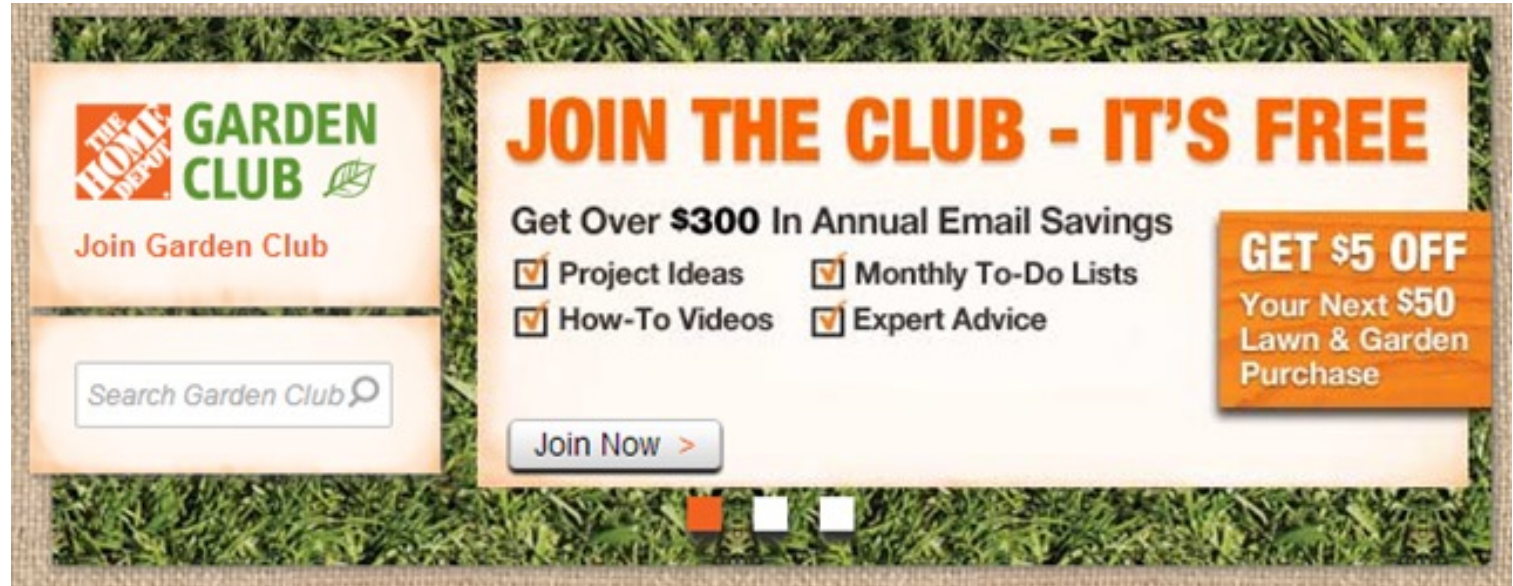 THE
HOME
DEPOT
GARDEN
CLUB
Join Garden Club
Search Garden Club
JOIN THE CLUB - IT'S FREE
Get Over $300 In Annual Email Savings
Project Ideas
Monthly To-Do Lists
How-To Videos
Expert Advice
Join Now >
GET $5 OFF
Your Next $50
Lawn & Garden
Purchase